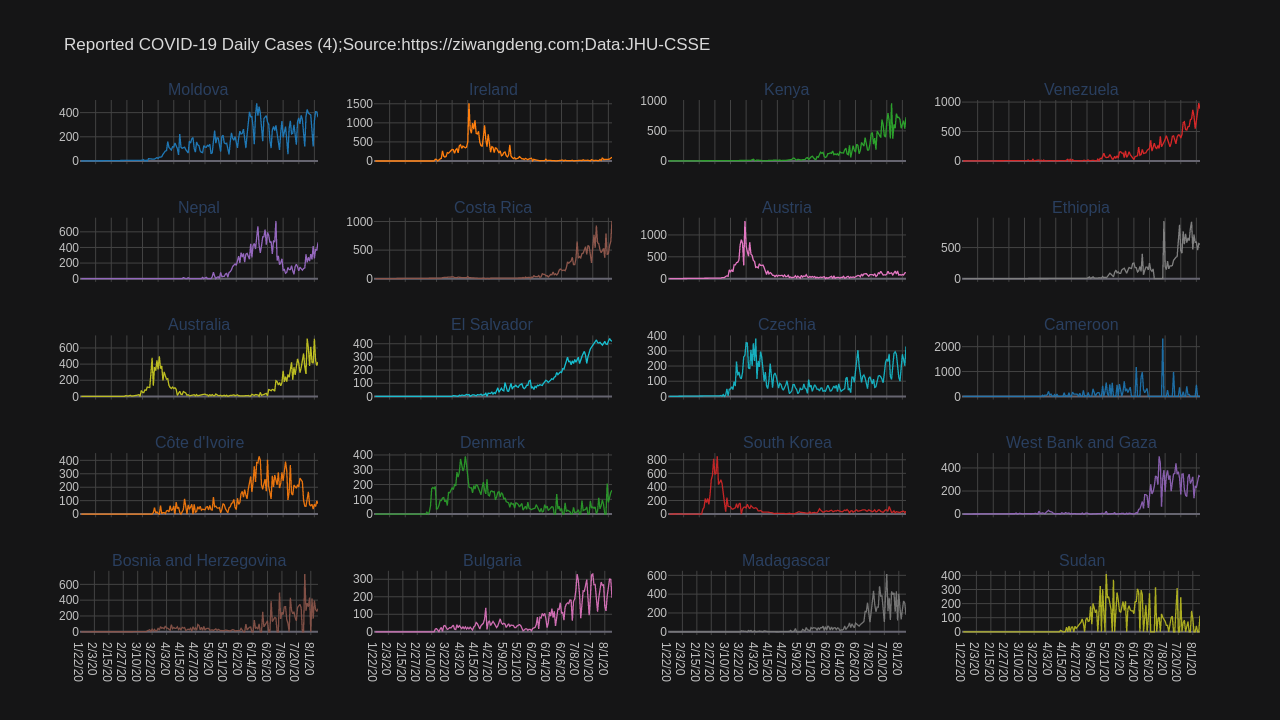 Reported COVID-19 Daily Cases (4);Source:https://ziwangdeng.com;Data:JHU-CSSE
Moldova Ireland Kenya Venezuela
400 200 0
1500 1000 500 0
1000 500 0
1000 500 0
Nepal Costa Rica Austria Ethiopia
600 400 200 0
1000 500 0
1000 500 0
500 0
Australia El Salvador Czechia Cameroon
600 400 200 0
400 300 200 100 0
400 300 200 100 0
2000 1000 0
Côte d'Ivoire Denmark South Korea West Bank and Gaza
400 300 200 100 0
400 300 200 100 0
800 600 400 200 0
400 200 0
Bosnia and Herzegovina Bulgaria Madagascar Sudan
600 400 200 0
300 200 100 0
600 400 200 0
400 300 200 100 0
1/22/20 2/3/20 2/15/20 2/27/20 3/10/20 3/22/20 4/3/20 4/15/20 4/27/20 5/9/20 5/21/20 6/2/20 6/14/20 6/26/20 7/8/20 7/20/20 8/1/20
1/22/20 2/3/20 2/15/20 2/27/20 3/10/20 3/22/20 4/3/20 4/15/20 4/27/20 5/9/20 5/21/20 6/2/20 6/14/20 6/26/20 7/8/20 7/20/20 8/1/20
1/22/20 2/3/20 2/15/20 2/27/20 3/10/20 3/22/20 4/3/20 4/15/20 4/27/20 5/9/20 5/21/20 6/2/20 6/14/20 6/26/20 7/8/20 7/20/20 8/1/20
1/22/20 2/3/20 2/15/20 2/27/20 3/10/20 3/22/20 4/3/20 4/15/20 4/27/20 5/9/20 5/21/20 6/2/20 6/14/20 6/26/20 7/8/20 7/20/20 8/1/20